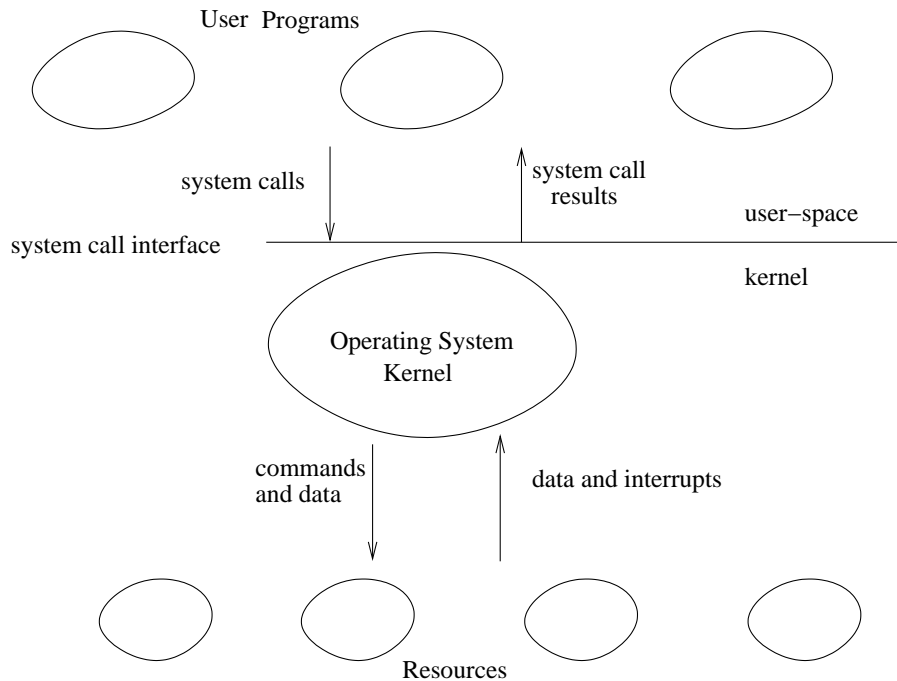 User Programs
system calls
system call
results
user−space
system call interface
kernel
Operating System
Kernel
commands
and data
data and interrupts
Resources